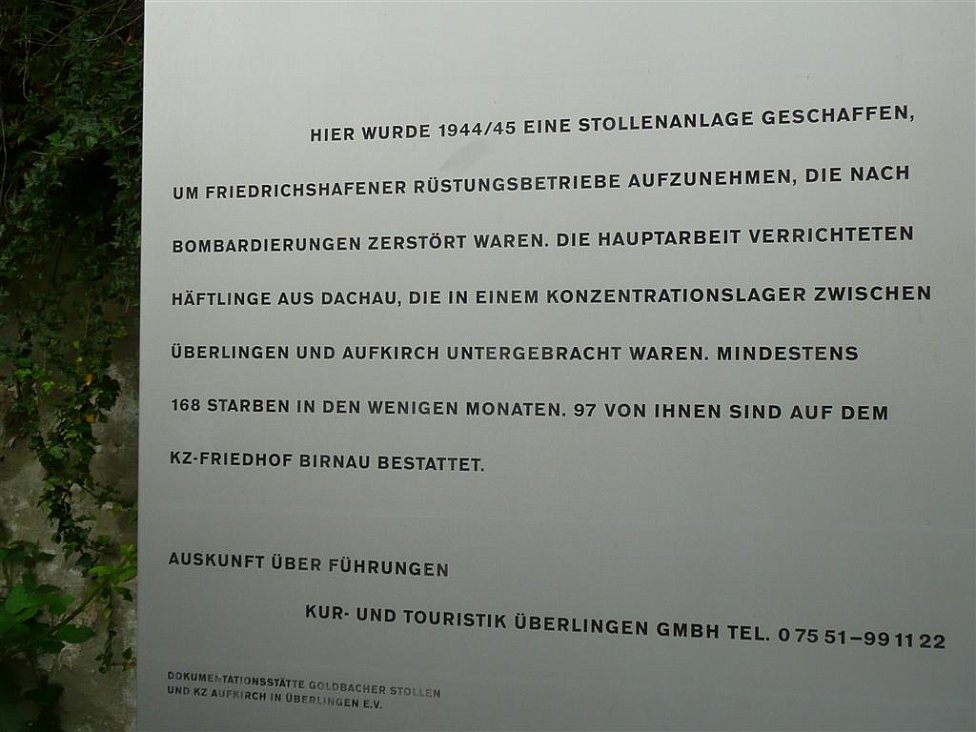 HIER WURDE 1944/45 EINE STOLLENANLAGE GESCHAFFEN,
UM FRIEDRICHSHAFENER RÜSTUNGSBETRIEBE AUFZUNEHMEN, DIE NACH
BOMBARDIERUNGEN ZERSTÖRT WAREN. DIE HAUPTARBEIT VERRICHTETEN
HÄFTLINGE AUS DACHAU, DIE IN EINEM KONZENTRATIONSLAGER ZWISCHEN
ÜBERLINGEN UND AUFKIRCH UNTERGEBRACHT WAREN. MINDESTENS
168 STARBEN IN DEN WENIGEN MONATEN. 97 VON IHNEN SIND AUF DEM
KZ-FRIEDHOF BIRNAU BESTATTET.
AUSKUNFT ÜBER FÜHRUNGEN
KUR- UND TOURISTIK ÜBERLINGEN GMBH TEL. 0 75 51–99 11 22
DOKUMENTATIONSSTÄTTE GOLDBACHER STOLLEN
UND KZ AUFKIRCH IN ÜBERLINGEN E.V.